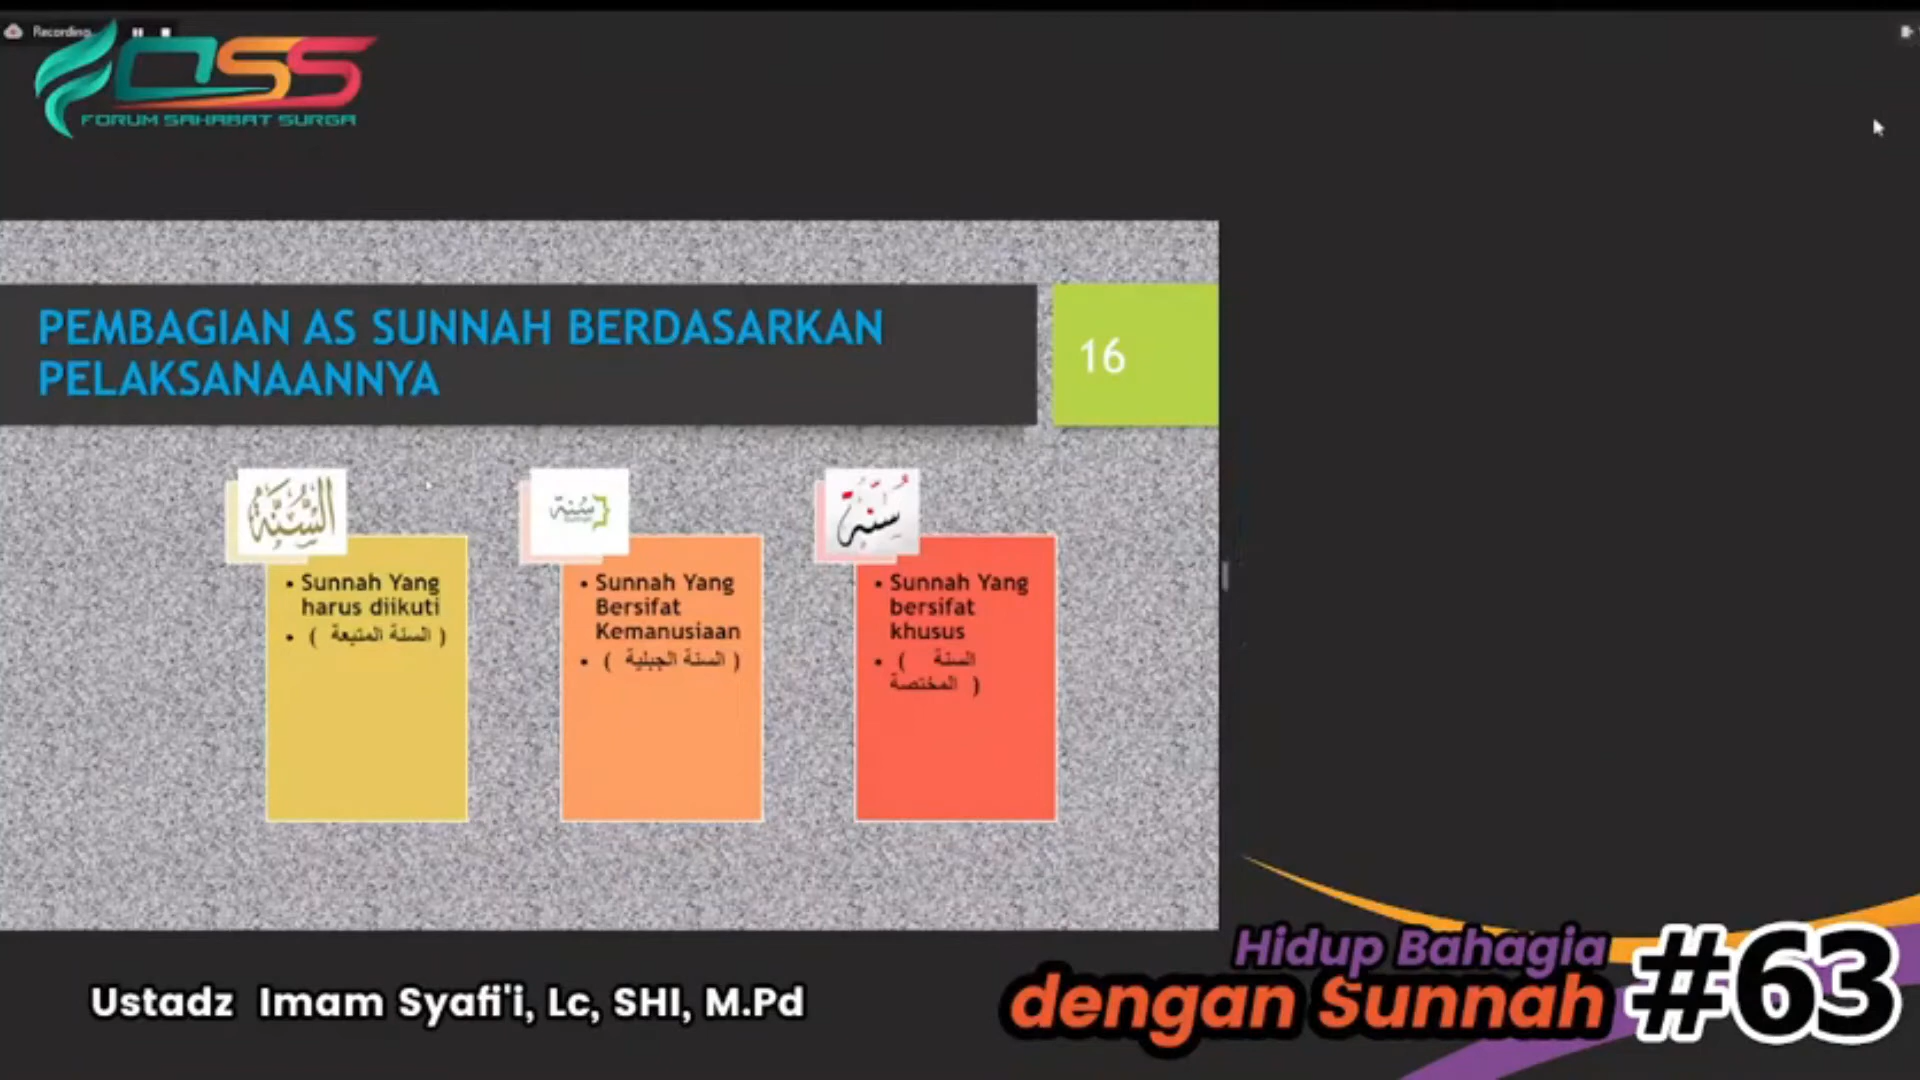 Recording
FOSS
FORUM SAHABAT SURGA
PEMBAGIAN AS SUNNAH BERDASARKAN
PELAKSANAANNYA
16
السُّنَّة
• Sunnah Yang
harus diikuti
• ( السنة المتبعة )
سنة
• Sunnah Yang
Bersifat
Kemanusiaan
• ( السنة الجبلية )
سُنَّة
• Sunnah Yang
bersifat
khusus
• ( السنة
المختصة )
Ustadz Imam Syafi'i, Lc, SHI, M.Pd
Hidup Bahagia
dengan Sunnah
#63